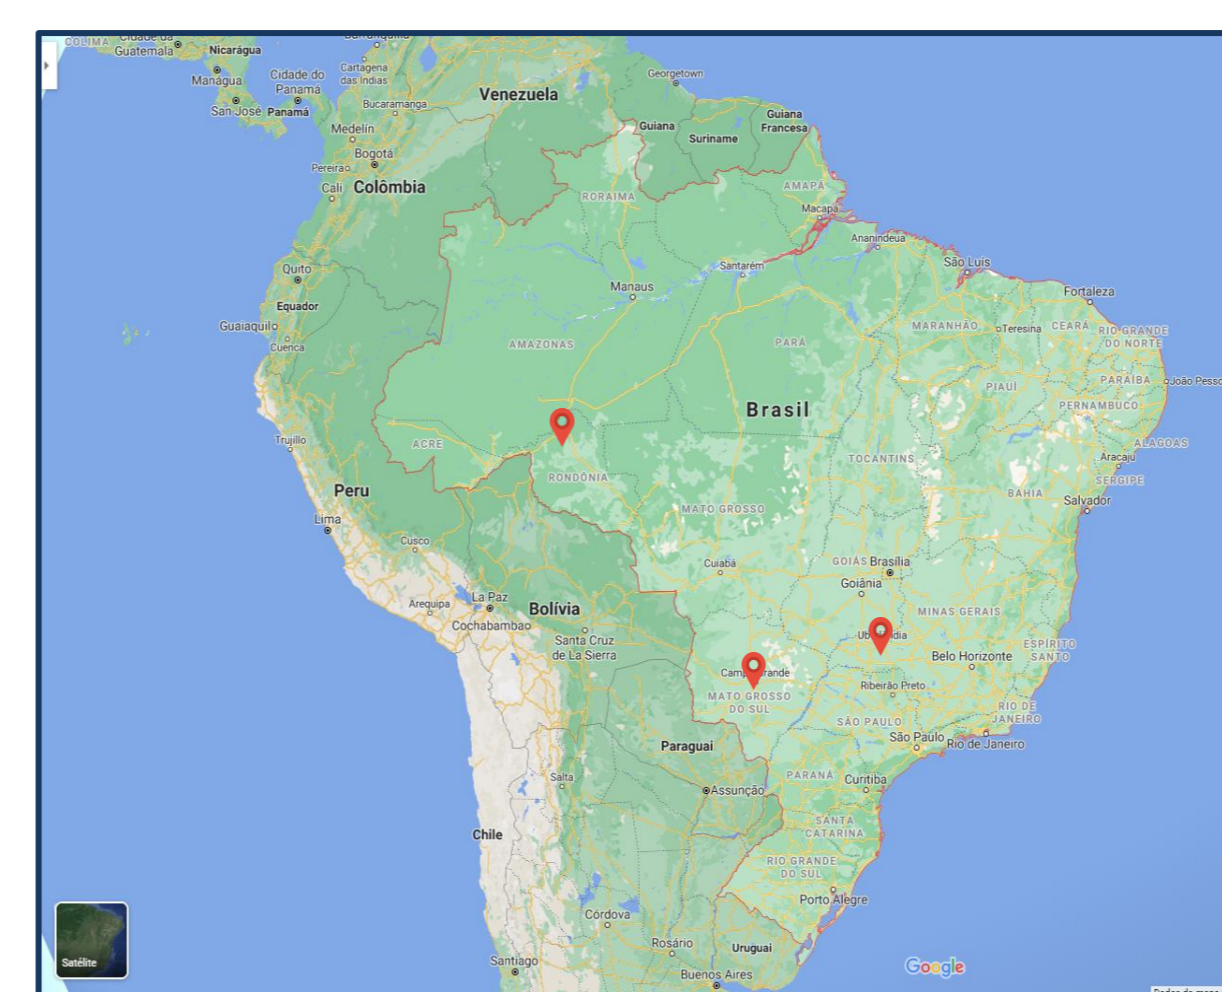 COLIMA
Cidade da
Guatemala
Nicarágua
Manágua
San José
Cidade do
Panamá
Panamá
Cartagena
das Índias
Bucaramanga
Medelín
Bogotá
Pereira
Cali
Colômbia
Venezuela
Georgetown
Guiana
Suriname
Guiana
Francesa
RORAIMA
AMAPÁ
Macapá
Ananindeua
Quito
Equador
Guaiaquil
Cuenca
Manaus
Santarém
São Luís
Fortaleza
AMAZONAS
PARÁ
MARANHÃO
Teresina
CEARÁ
RIO GRANDE
DO NORTE
PIAUÍ
PARAÍBA
João Pesso
PERNAMBUCO
Brasil
Trujillo
ACRE
ALAGOAS
Aracaju
SERGIPE
TOCANTINS
RONDÔNIA
BAHIA
Salvador
Peru
Lima
MATO GROSSO
Cusco
Cuiabá
GOIÁS
Brasília
Goiânia
Arequipa
La Paz
Bolívia
Cochabamba
Santa Cruz
de La Sierra
MINAS GERAIS
ESPÍRITO
SANTO
Belo Horizonte
MATO GROSSO
DO SUL
Ribeirão Preto
RIO DE
JANEIRO
SÃO PAULO
São Paulo
Rio de Janeiro
Paraguai
Salta
Assunção
PARANÁ
Curitiba
Chile
SANTA
CATARINA
RIO GRANDE
DO SUL
Porto Alegre
Córdova
Rosário
Uruguai
Santiago
Buenos Aires
Satélite
Google